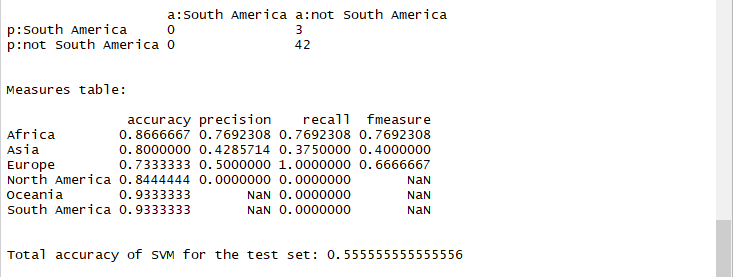 a:South America a:not South America
p:South America 0 3
p:not South America 0 42
Measures table:
accuracy precision recall fmeasure
Africa 0.8666667 0.7692308 0.7692308 0.7692308
Asia 0.8000000 0.4285714 0.3750000 0.4000000
Europe 0.7333333 0.5000000 1.0000000 0.6666667
North America 0.8444444 0.0000000 0.0000000 NaN
Oceania 0.9333333 NaN 0.0000000 NaN
South America 0.9333333 NaN 0.0000000 NaN
Total accuracy of SVM for the test set: 0.555555555555556